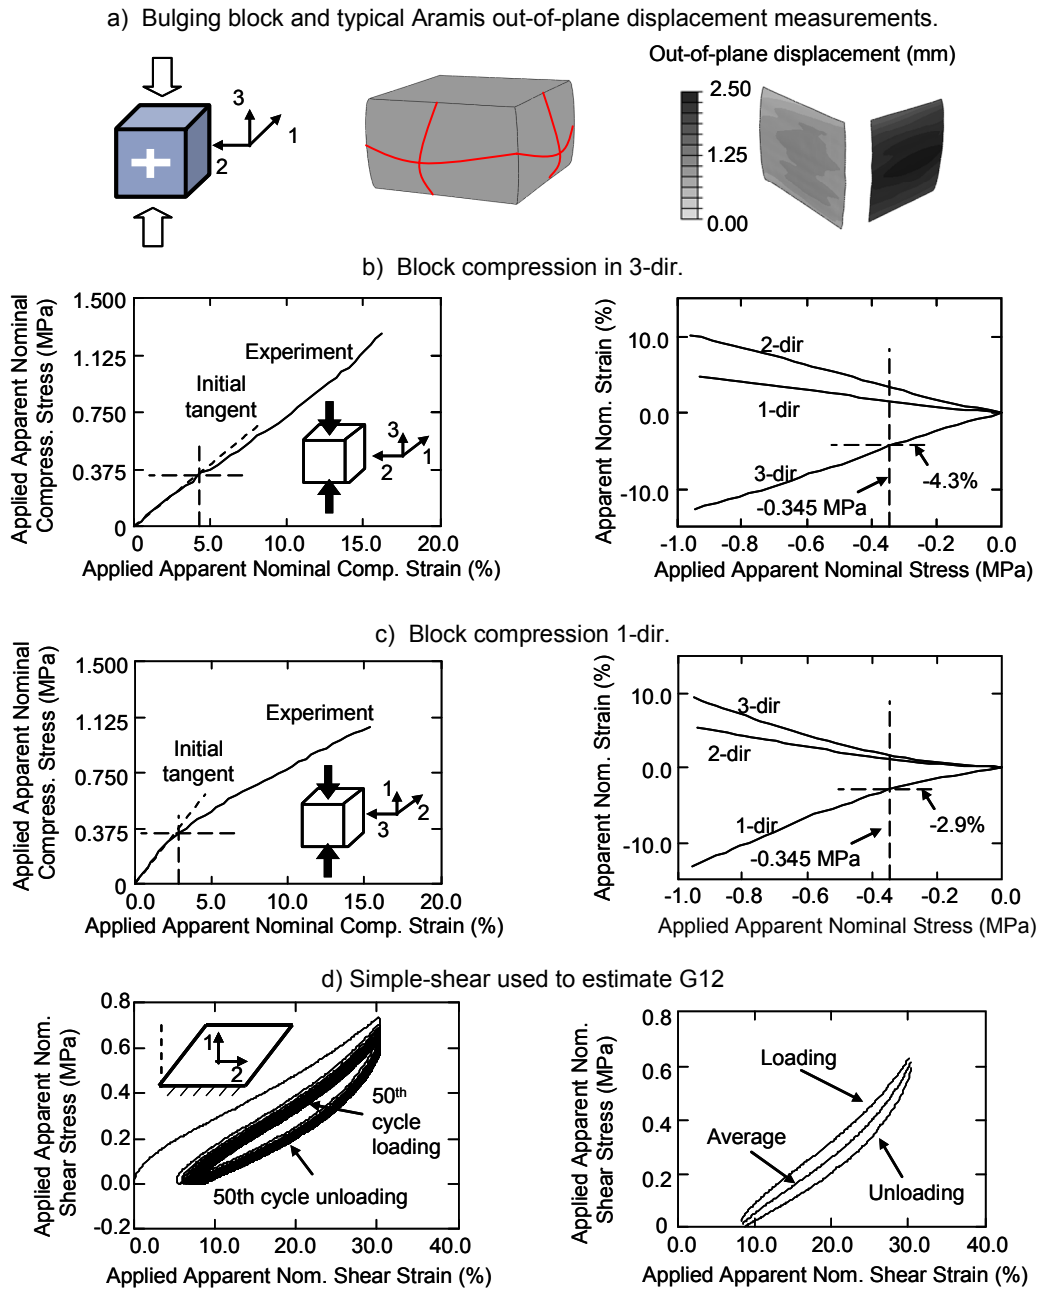 a) Bulging block and typical Aramis out-of-plane displacement measurements.
Out-of-plane displacement (mm)
3
1
2
2.50
1.25
0.00
b) Block compression in 3-dir.
Applied Apparent Nominal
Compress. Stress (MPa)
1.500
1.125
0.750
0.375
0
Experiment
Initial
tangent
3
2
1
0
5.0
10.0
15.0
20.0
Applied Apparent Nominal Comp. Strain (%)
Apparent Nom. Strain (%)
10.0
0.0
-10.0
2-dir
1-dir
3-dir
-4.3%
-0.345 MPa
-1.0
-0.8
-0.6
-0.4
-0.2
0.0
Applied Apparent Nominal Stress (MPa)
c) Block compression 1-dir.
Applied Apparent Nominal
Compress. Stress (MPa)
1.500
1.125
0.750
0.375
0
Experiment
Initial
tangent
1
2
3
0.0
5.0
10.0
15.0
20.0
Applied Apparent Nominal Comp. Strain (%)
Apparent Nom. Strain (%)
10.0
0.0
-10.0
3-dir
2-dir
1-dir
-2.9%
-0.345 MPa
-1.0
-0.8
-0.6
-0.4
-0.2
0.0
Applied Apparent Nominal Stress (MPa)
d) Simple-shear used to estimate G12
Applied Apparent Nom.
Shear Stress (MPa)
0.8
0.6
0.4
0.2
0.0
-0.2
1
2
50th
cycle
loading
50th cycle unloading
0.0
10.0
20.0
30.0
40.0
Applied Apparent Nom. Shear Strain (%)
Applied Apparent Nom.
Shear Stress (MPa)
0.8
0.6
0.4
0.2
0
Loading
Average
Unloading
0.0
10.0
20.0
30.0
40.0
Applied Apparent Nom. Shear Strain (%)